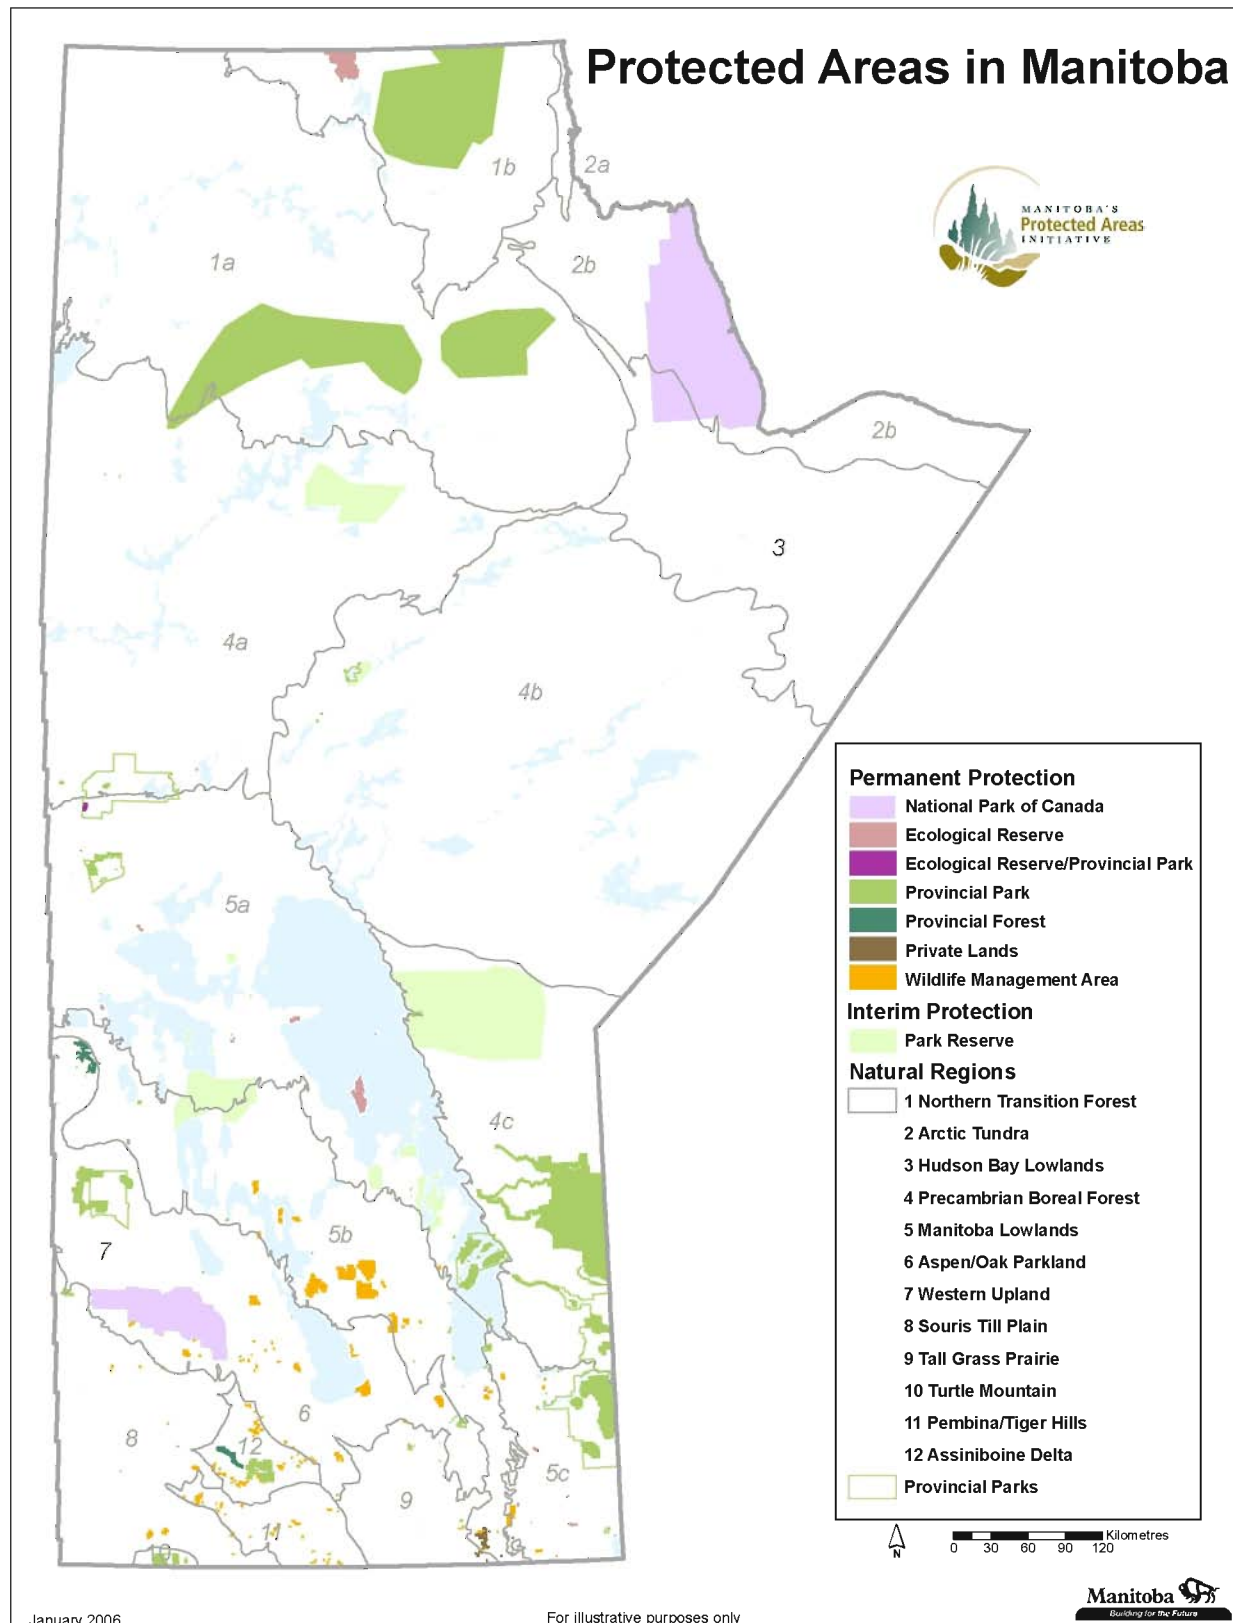 Protected Areas in Manitoba
MANITOBA'S
Protected Areas
INITIATIVE
1b
2a
1a
2b
2b
3
4a
4b
5a
4c
5b
7
6
8
12
5c
9
11
10
Permanent Protection
National Park of Canada
Ecological Reserve
Ecological Reserve/Provincial Park
Provincial Park
Provincial Forest
Private Lands
Wildlife Management Area
Interim Protection
Park Reserve
Natural Regions
1 Northern Transition Forest
2 Arctic Tundra
3 Hudson Bay Lowlands
4 Precambrian Boreal Forest
5 Manitoba Lowlands
6 Aspen/Oak Parkland
7 Western Upland
8 Souris Till Plain
9 Tall Grass Prairie
10 Turtle Mountain
11 Pembina/Tiger Hills
12 Assiniboine Delta
Provincial Parks
N
Kilometres
0 30 60 90 120
Manitoba
Building for the Future
January 2006
For illustrative purposes only